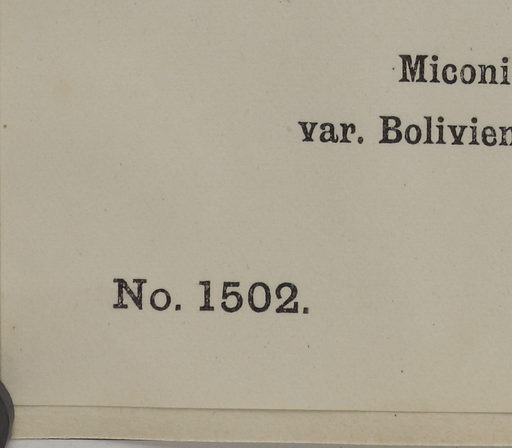 Miconi
var. Bolivien
No. 1502.